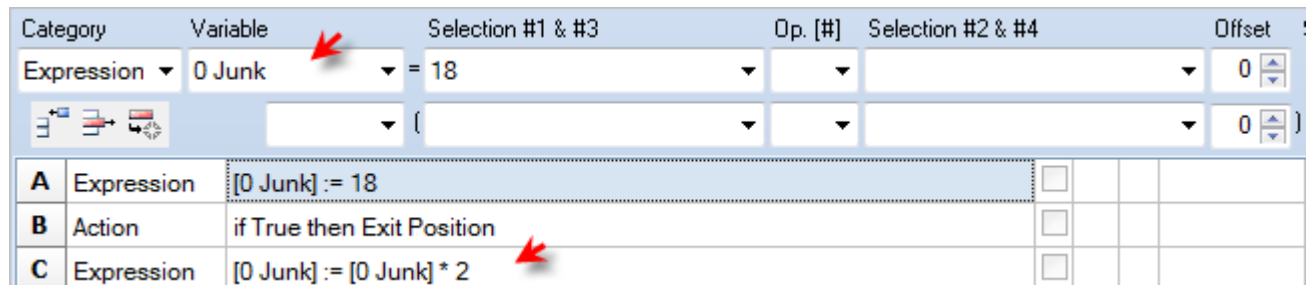 Category Variable Selection #1 & #3 Op. [#] Selection #2 & #4 Offset
Expression 0 Junk = 18 0
( 0 )
A Expression [0 Junk] := 18
B Action if True then Exit Position
C Expression [0 Junk] := [0 Junk] * 2